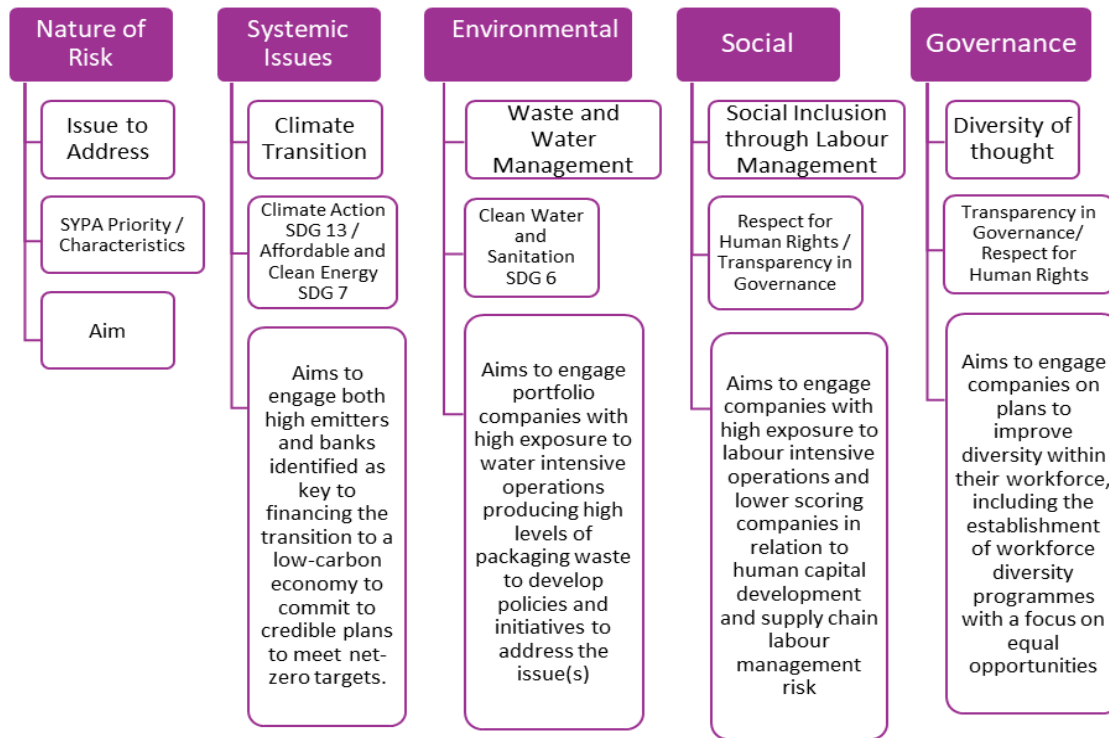 Nature of
Risk
Issue to
Address
SYPA Priority /
Characteristics
Aim
Systemic
Issues
Climate
Transition
Climate Action
SDG 13 /
Affordable and
Clean Energy
SDG 7
Aims to
engage both
high emitters
and banks
identified as
key to
financing the
transition to a
low-carbon
economy to
commit to
credible plans
to meet net-
zero targets.
Environmental
Waste and
Water
Management
Clean Water
and
Sanitation
SDG 6
Aims to engage
portfolio
companies with
high exposure to
water intensive
operations
producing high
levels of
packaging waste
to develop
policies and
initiatives to
address the
issue(s)
Social
Social Inclusion
through Labour
Management
Respect for
Human Rights /
Transparency in
Governance
Aims to engage
companies with
high exposure to
labour intensive
operations and
lower scoring
companies in
relation to
human capital
development
and supply chain
labour
management
risk
Governance
Diversity of
thought
Transparency in
Governance/
Respect for
Human Rights
Aims to engage
companies on
plans to
improve
diversity within
their workforce,
including the
establishment
of workforce
diversity
programmes
with a focus on
equal
opportunities